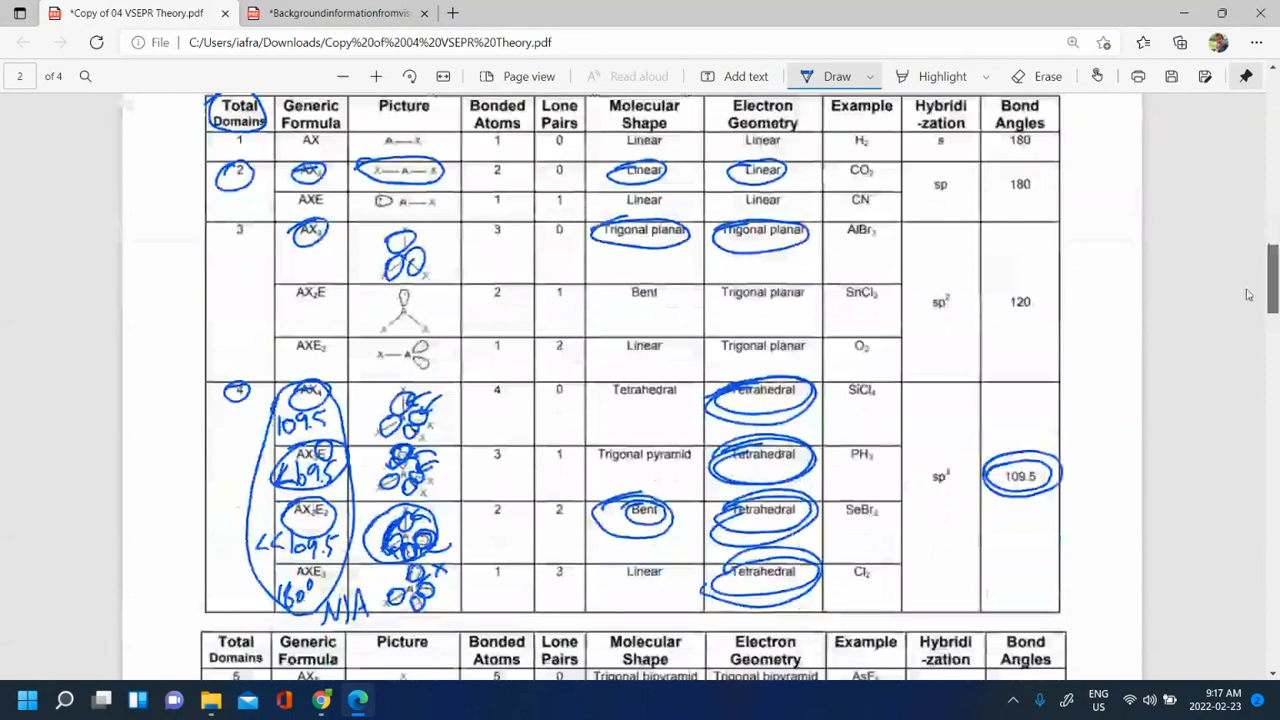 *Copy of 04 VSEPR Theory.pdf
*Backgroundinformationfromvis
File
C:/Users/iafra/Downloads/Copy%20of%2004%20VSEPR%20Theory.pdf
2 of 4
Page view
Read aloud
Add text
Draw
Highlight
Erase
Total Domains Generic Formula Picture Bonded Atoms Lone Pairs Molecular Shape Electron Geometry Example Hybridi-zation Bond Angles
1 AX A—X 1 0 Linear Linear H₂ s 180
2 X—A—X 2 0 Linear Linear CO₂ sp 180
AXE A—X 1 1 Linear Linear CN
3 AX₃ 3 0 Trigonal planar Trigonal planar AlBr₃
X
AX₂E 2 1 Bent Trigonal planar SnCl₂ sp² 120
AXE₂ X—A 1 2 Linear Trigonal planar O₂
4 AX₄ 4 0 Tetrahedral Tetrahedral SiCl₄
109.5
AX₃E 3 1 Trigonal pyramid Tetrahedral PH₃
<109.5 sp³ 109.5
AX₂E₂ 2 2 Bent Tetrahedral
<<109.5
AXE₃ 1 3 Linear Tetrahedral Cl₂
180° N/A
Total Domains Generic Formula Picture Bonded Atoms Lone Pairs Molecular Shape Electron Geometry Example Hybridi-zation Bond Angles
5 X 5 0 Trigonal bipyramid Trigonal bipyramid
ENG
US
9:17 AM
2022-02-23
2